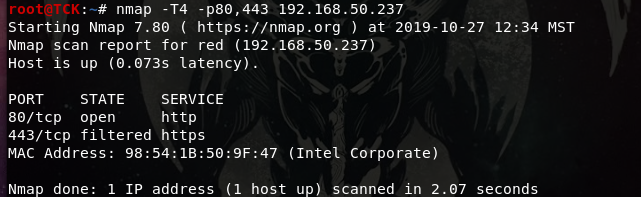 root@TCK:~# nmap -T4 -p80,443 192.168.50.237
Starting Nmap 7.80 ( https://nmap.org ) at 2019-10-27 12:34 MST
Nmap scan report for red (192.168.50.237)
Host is up (0.073s latency).
PORT    STATE    SERVICE
80/tcp  open     http
443/tcp filtered https
MAC Address: 98:54:1B:50:9F:47 (Intel Corporate)
Nmap done: 1 IP address (1 host up) scanned in 2.07 seconds